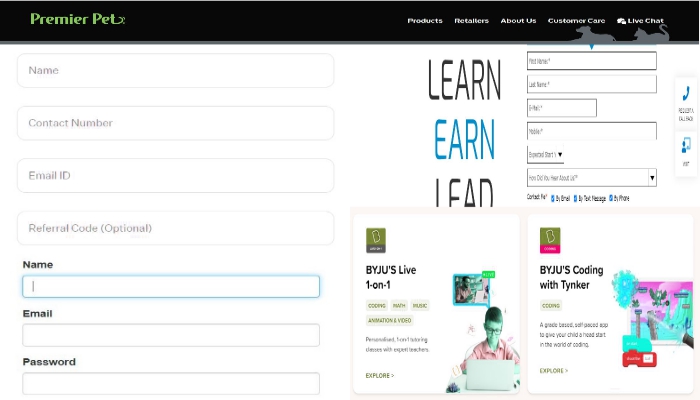 Premier Pet
Products Retailers About Us Customer Care Live Chat
Name
Contact Number
Email ID
Referral Code (Optional)
Name
Email
Password
LEARN
EARN
LEAD
First Name:*
Last Name:*
E-Mail:*
Mobile:*
Expected Start Y
How Did You Hear About Us?*
Contact Me? By Email By Text Message By Phone
REQUEST A
CALL BACK
VISIT
BYJU'S Live
1-on-1
CODING MATH MUSIC
ANIMATION & VIDEO
Personalised, 1-on-1 tutoring
classes with expert teachers.
EXPLORE >
LIVE
BYJU'S Coding
with Tynker
CODING
A grade based, self-paced app
to give your child a head start
in the world of coding.
EXPLORE >